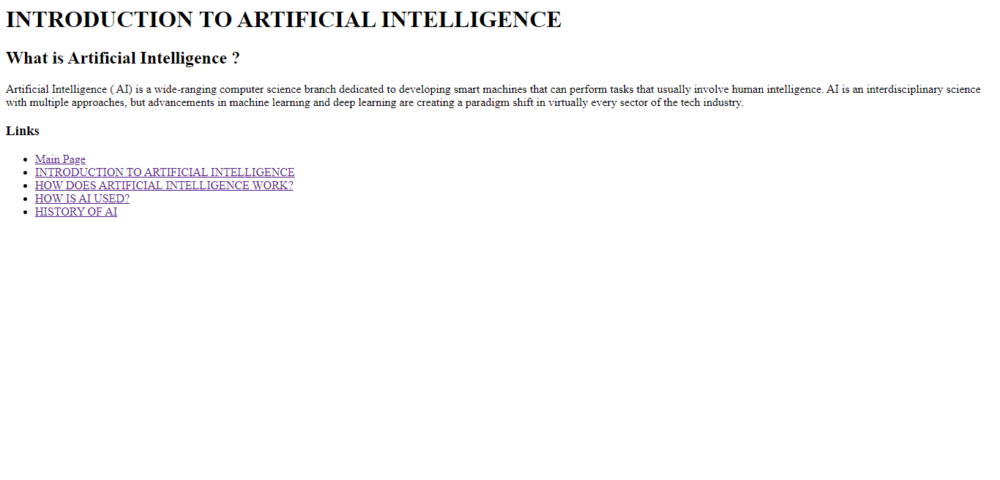 INTRODUCTION TO ARTIFICIAL INTELLIGENCE
What is Artificial Intelligence ?
Artificial Intelligence ( AI) is a wide-ranging computer science branch dedicated to developing smart machines that can perform tasks that usually involve human intelligence. AI is an interdisciplinary science
with multiple approaches, but advancements in machine learning and deep learning are creating a paradigm shift in virtually every sector of the tech industry.
Links
Main Page
INTRODUCTION TO ARTIFICIAL INTELLIGENCE
HOW DOES ARTIFICIAL INTELLIGENCE WORK?
HOW IS AI USED?
HISTORY OF AI